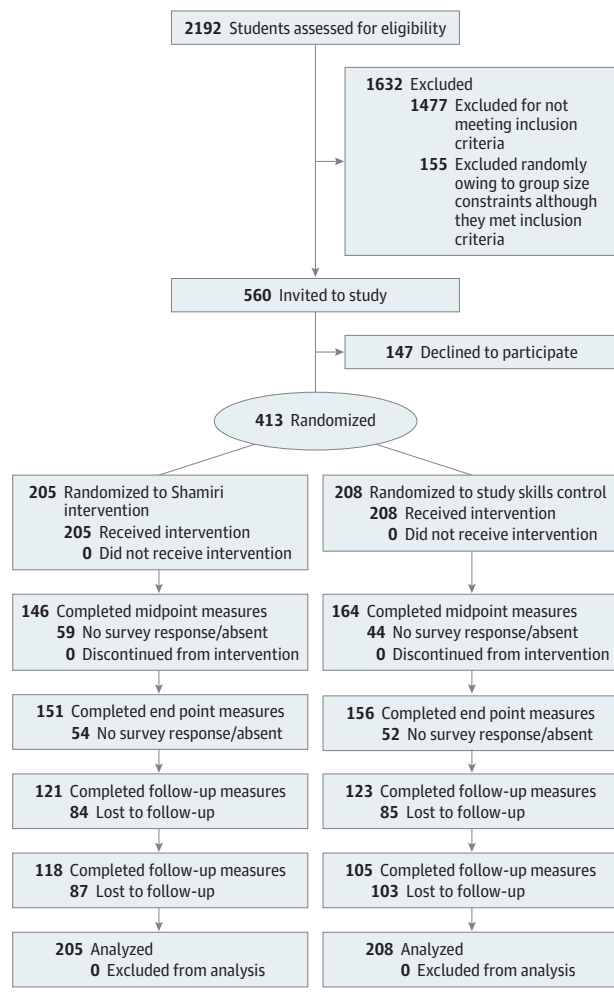 2192 Students assessed for eligibility
1632 Excluded
1477 Excluded for not
meeting inclusion
criteria
155 Excluded randomly
owing to group size
constraints although
they met inclusion
criteria
560 Invited to study
147 Declined to participate
413 Randomized
205 Randomized to Shamiri
intervention
205 Received intervention
0 Did not receive intervention
208 Randomized to study skills control
208 Received intervention
0 Did not receive intervention
146 Completed midpoint measures
59 No survey response/absent
0 Discontinued from intervention
164 Completed midpoint measures
44 No survey response/absent
0 Discontinued from intervention
151 Completed end point measures
54 No survey response/absent
156 Completed end point measures
52 No survey response/absent
121 Completed follow-up measures
84 Lost to follow-up
123 Completed follow-up measures
85 Lost to follow-up
118 Completed follow-up measures
87 Lost to follow-up
105 Completed follow-up measures
103 Lost to follow-up
205 Analyzed
0 Excluded from analysis
208 Analyzed
0 Excluded from analysis